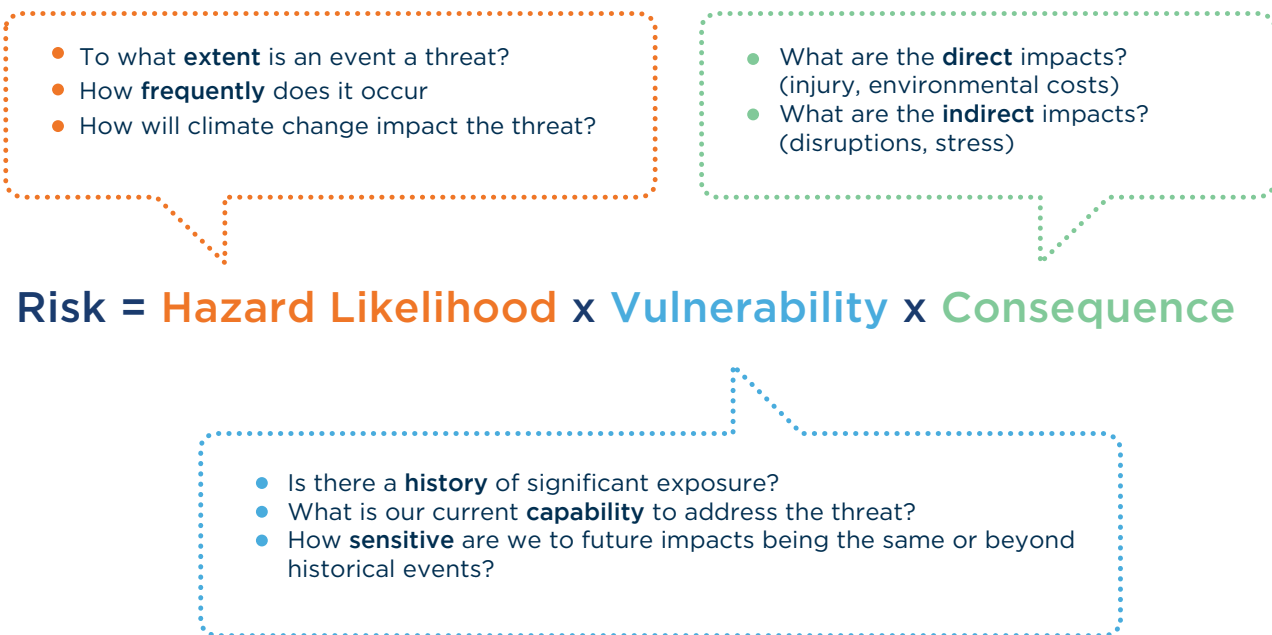 To what extent is an event a threat?
How frequently does it occur
How will climate change impact the threat?
What are the direct impacts?
(injury, environmental costs)
What are the indirect impacts?
(disruptions, stress)
Risk = Hazard Likelihood x Vulnerability x Consequence
Is there a history of significant exposure?
What is our current capability to address the threat?
How sensitive are we to future impacts being the same or beyond
historical events?